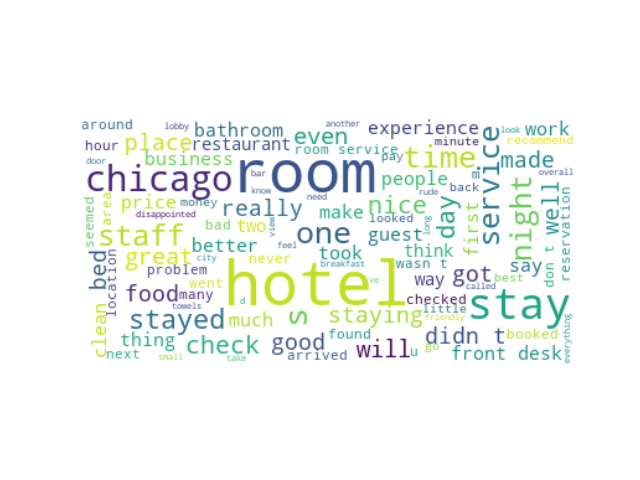 around
lobby
bathroom
another
experience
look
work
hour
place
restaurant
even
minute
recommend
door
business
room
room service
pay
time
made
overall
chicago
bar
people
back
m
service
know
need
rude
seemed
area
price
money
really
make
nice
day
first
night
well
don t
reservation
disappointed
looked
long
staff
bad
two
view
one
guest
bed
location
great
better
feel
took
think
wasn t
say
city
never
problem
hotel
breakfast
way
got
best
food
many
went
ve
checked
called
stay
towels
d
s
little
clean
stayed
much
staying
friendly
thing
check
good
found
will
u
go
didn t
booked
everything
next
small
take
arrived
front desk